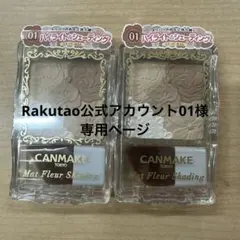 01
ハイライト&シェーディング
01
ハイライト&シェーディング
Rakutao公式アカウント01様
専用ページ
CANMAKE
TOKYO
Mat Fleur Shading
CANMAKE
TOKYO
Mat Fleur Shading